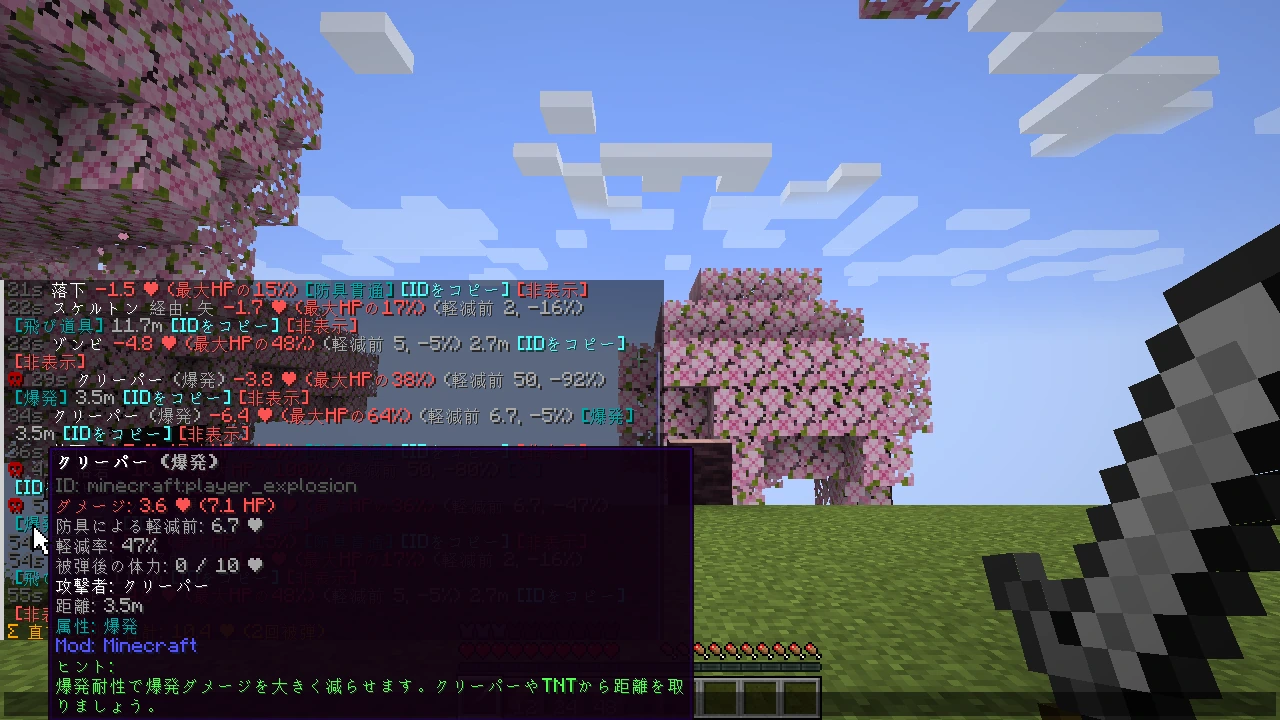 21s 落下 -1.5 ♥ (最大HPの15%) [防具貫通] [IDをコピー] [非表示]
22s スケルトン 経由: 矢 -1.7 ♥ (最大HPの17%) (軽減前 2, -16%)
[飛び道具] 11.7m [IDをコピー] [非表示]
23s ゾンビ -4.8 ♥ (最大HPの48%) (軽減前 5, -5%) 2.7m [IDをコピー]
[非表示]
29s クリーパー (爆発) -3.8 ♥ (最大HPの38%) (軽減前 50, -92%)
[爆発] 3.5m [IDをコピー] [非表示]
34s クリーパー (爆発) -6.4 ♥ (最大HPの64%) (軽減前 6.7, -5%) [爆発]
3.5m [IDをコピー] [非表示]
クリーパー (爆発)
ID: minecraft:player_explosion
ダメージ: 3.6 ♥ (7.1 HP)
防具による軽減前: 6.7 ♥
軽減率: 47%
被弾後の体力: 0 / 10 ♥
攻撃者: クリーパー
距離: 3.5m
属性: 爆発
Mod: Minecraft
ヒント:
爆発耐性で爆発ダメージを大きく減らせます。クリーパーやTNTから距離を取
りましょう。
[ID
55s
Σ 直